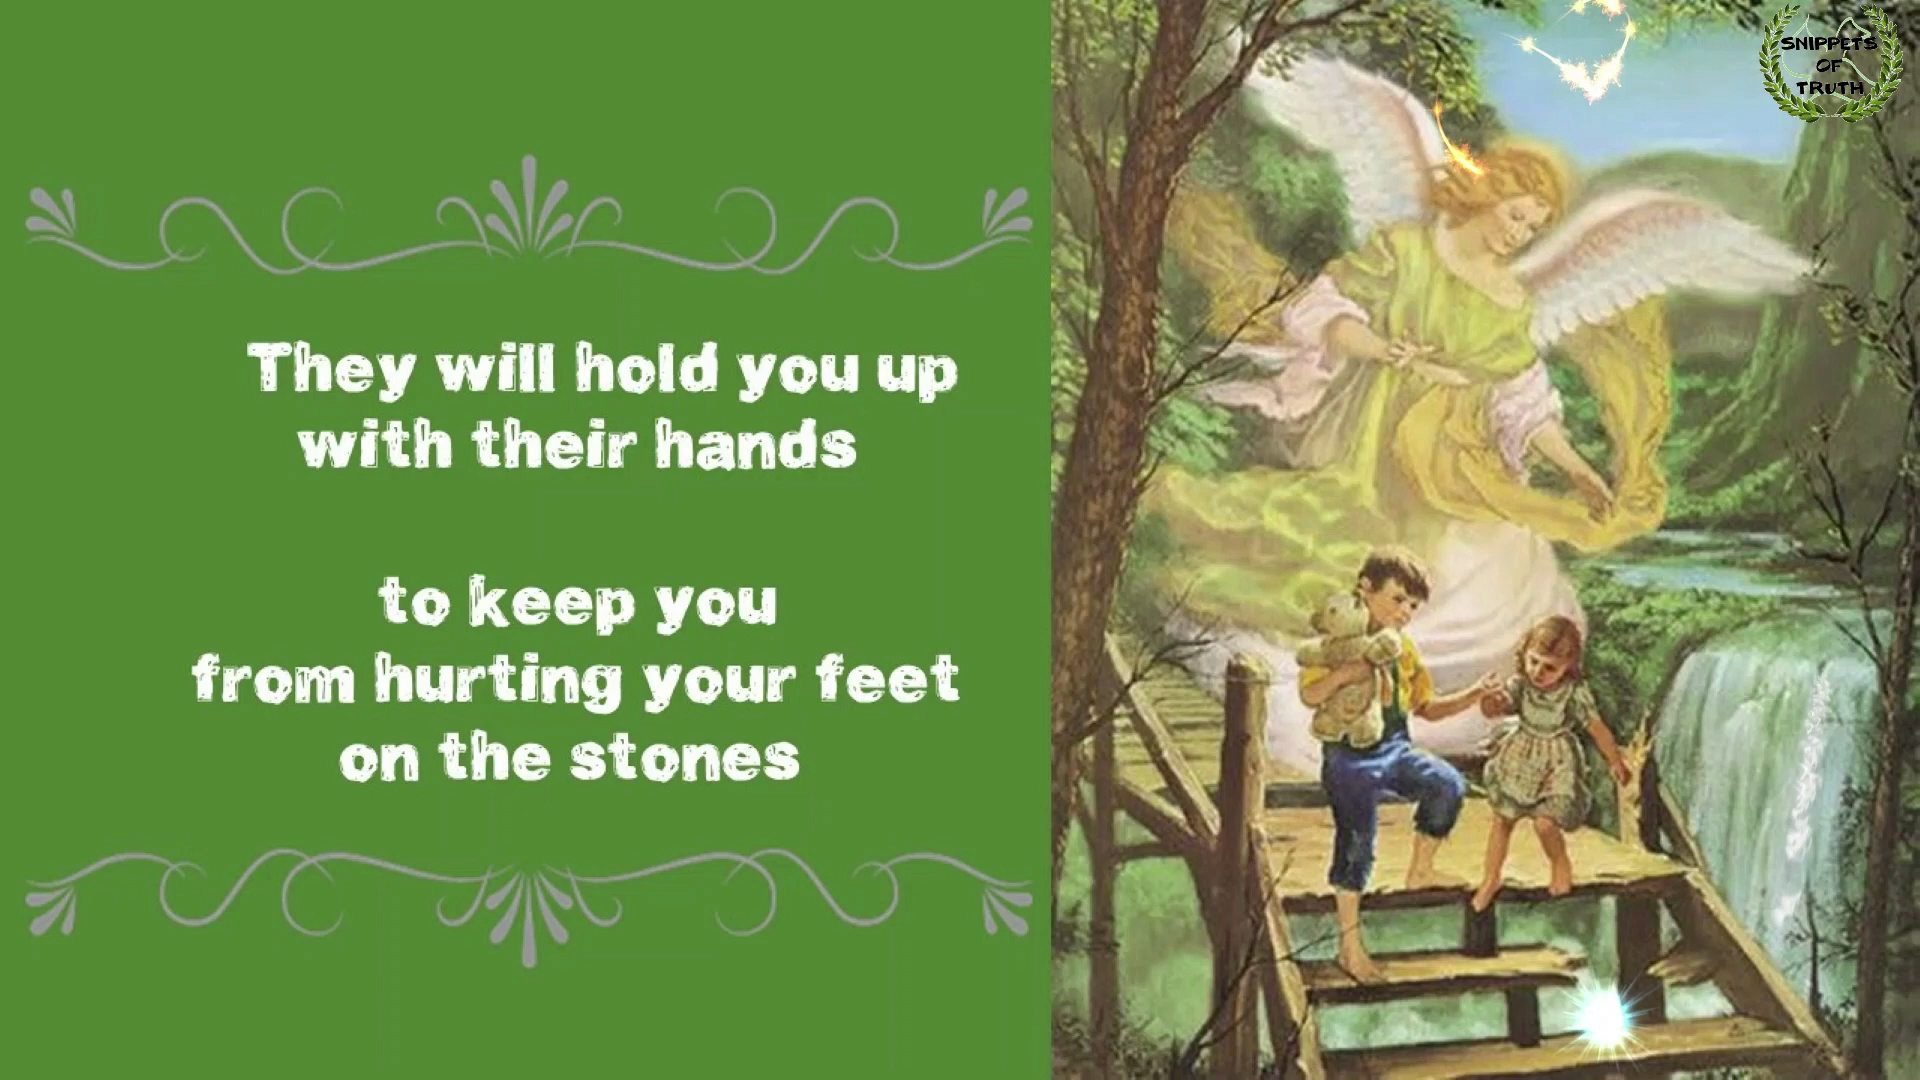 They will hold you up
with their hands
to keep you
from hurting your feet
on the stones
SNIPPETS
OF
TRUTH